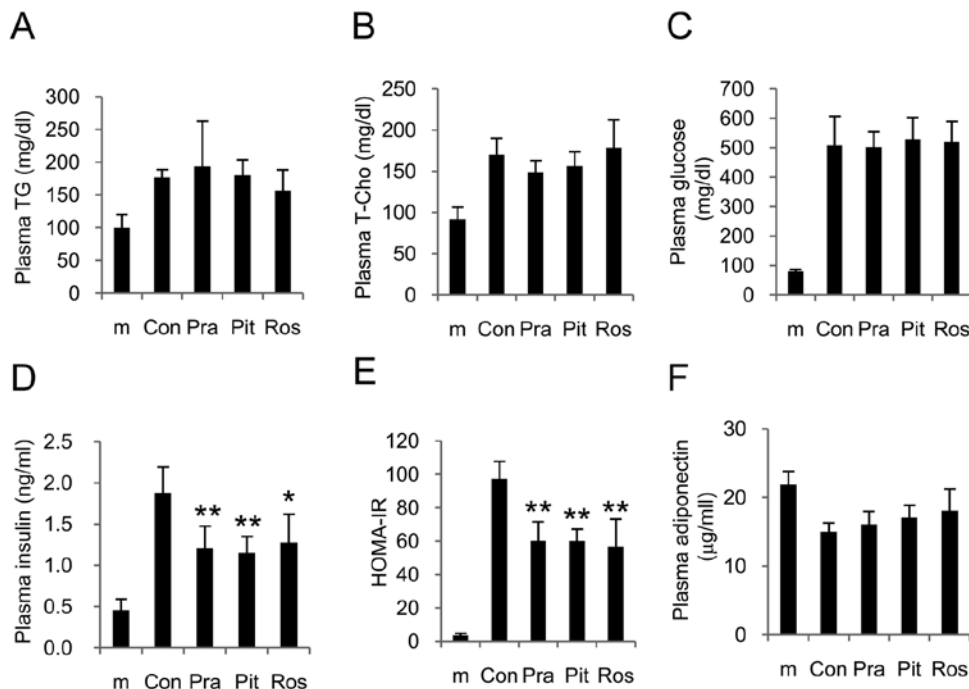 A
Plasma TG (mg/dl)
300
250
200
150
100
50
0
m Con Pra Pit Ros
B
Plasma T-Cho (mg/dl)
250
200
150
100
50
0
m Con Pra Pit Ros
C
Plasma glucose
(mg/dl)
700
600
500
400
300
200
100
0
m Con Pra Pit Ros
D
Plasma insulin (ng/ml)
2.5
2.0
1.5
1.0
0.5
0.0
** ** *
m Con Pra Pit Ros
E
HOMA-IR
120
100
80
60
40
20
0
** ** **
m Con Pra Pit Ros
F
Plasma adiponectin
(μg/mll)
30
20
10
0
m Con Pra Pit Ros